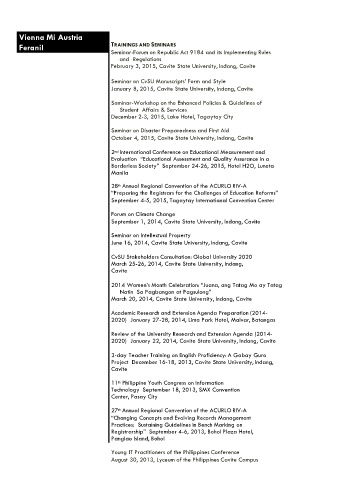 Vienna Mi Austria
Feranil
TRAININGS AND SEMINARS
Seminar-Forum on Republic Act 9184 and its Implementing Rules
and Regulations
February 3, 2015, Cavite State University, Indang, Cavite
Seminar on CvSU Manuscripts' Form and Style
January 8, 2015, Cavite State University, Indang, Cavite
Seminar-Workshop on the Enhanced Policies & Guidelines of
Student Affairs & Services
December 2-3, 2015, Lake Hotel, Tagaytay City
Seminar on Disaster Preparedness and First Aid
October 4, 2015, Cavite State University, Indang, Cavite
2nd International Conference on Educational Measurement and
Evaluation "Educational Assessment and Quality Assurance in a
Borderless Society" September 24-26, 2015, Hotel H2O, Luneta
Manila
28th Annual Regional Convention of the ACURLO RIV-A
"Preparing the Registrars for the Challenges of Education Reforms"
September 4-5, 2015, Tagaytay International Convention Center
Forum on Climate Change
September 1, 2014, Cavite State University, Indang, Cavite
Seminar on Intellectual Property
June 16, 2014, Cavite State University, Indang, Cavite
CvSU Stakeholders Consultation: Global University 2020
March 25-26, 2014, Cavite State University, Indang,
Cavite
2014 Women's Month Celebration "Juana, ang Tatag Mo ay Tatag
Natin Sa Pagbangon at Pagsulong"
March 20, 2014, Cavite State University, Indang, Cavite
Academic Research and Extension Agenda Preparation (2014-
2020) January 27-28, 2014, Lima Park Hotel, Malvar, Batangas
Review of the University Research and Extension Agenda (2014-
2020) January 22, 2014, Cavite State University, Indang, Cavite
3-day Teacher Training on English Proficiency: A Gabay Guro
Project December 16-18, 2013, Cavite State University, Indang,
Cavite
11th Philippine Youth Congress on Information
Technology September 18, 2013, SMX Convention
Center, Pasay City
27th Annual Regional Convention of the ACURLO RIV-A
"Changing Concepts and Evolving Records Management
Practices: Sustaining Guidelines in Bench Marking on
Registrarship" September 4-6, 2013, Bohol Plaza Hotel,
Panglao Island, Bohol
Young IT Practitioners of the Philippines Conference
August 30, 2013, Lyceum of the Philippines Cavite Campus